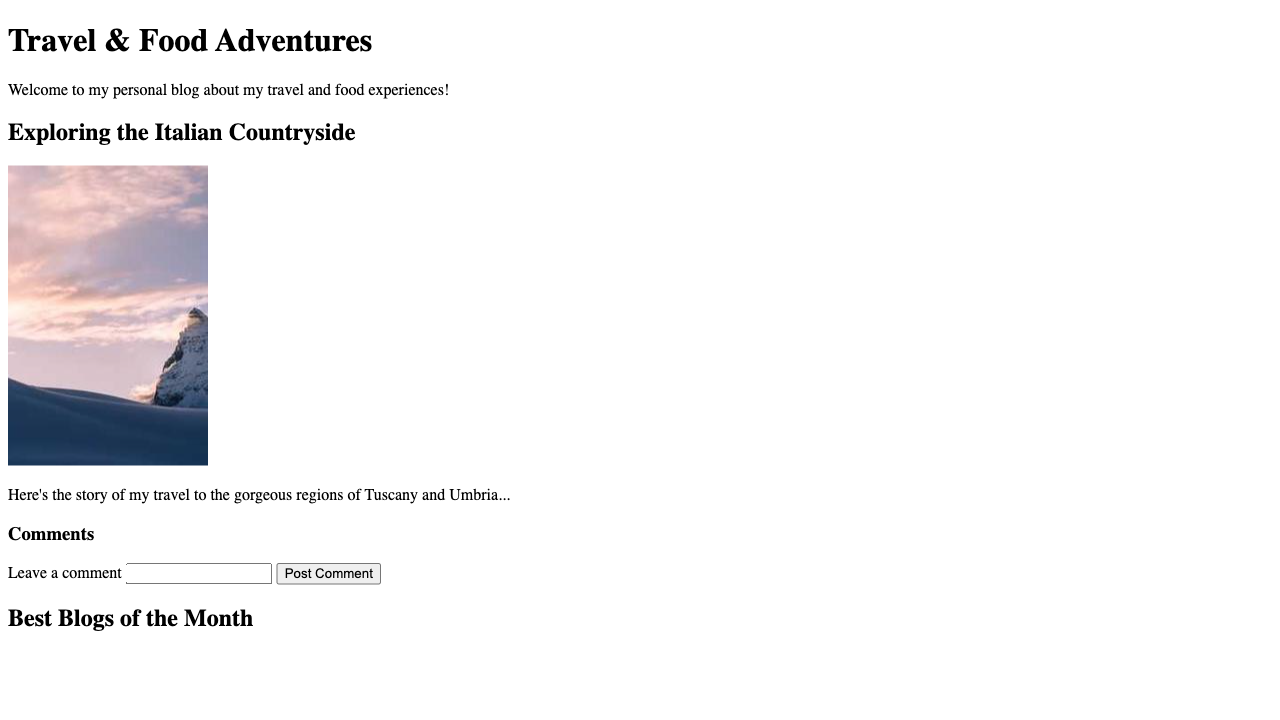 Travel & Food Adventures
Welcome to my personal blog about my travel and food experiences!
Exploring the Italian Countryside
Here's the story of my travel to the gorgeous regions of Tuscany and Umbria...
Comments
Leave a comment Post Comment
Best Blogs of the Month